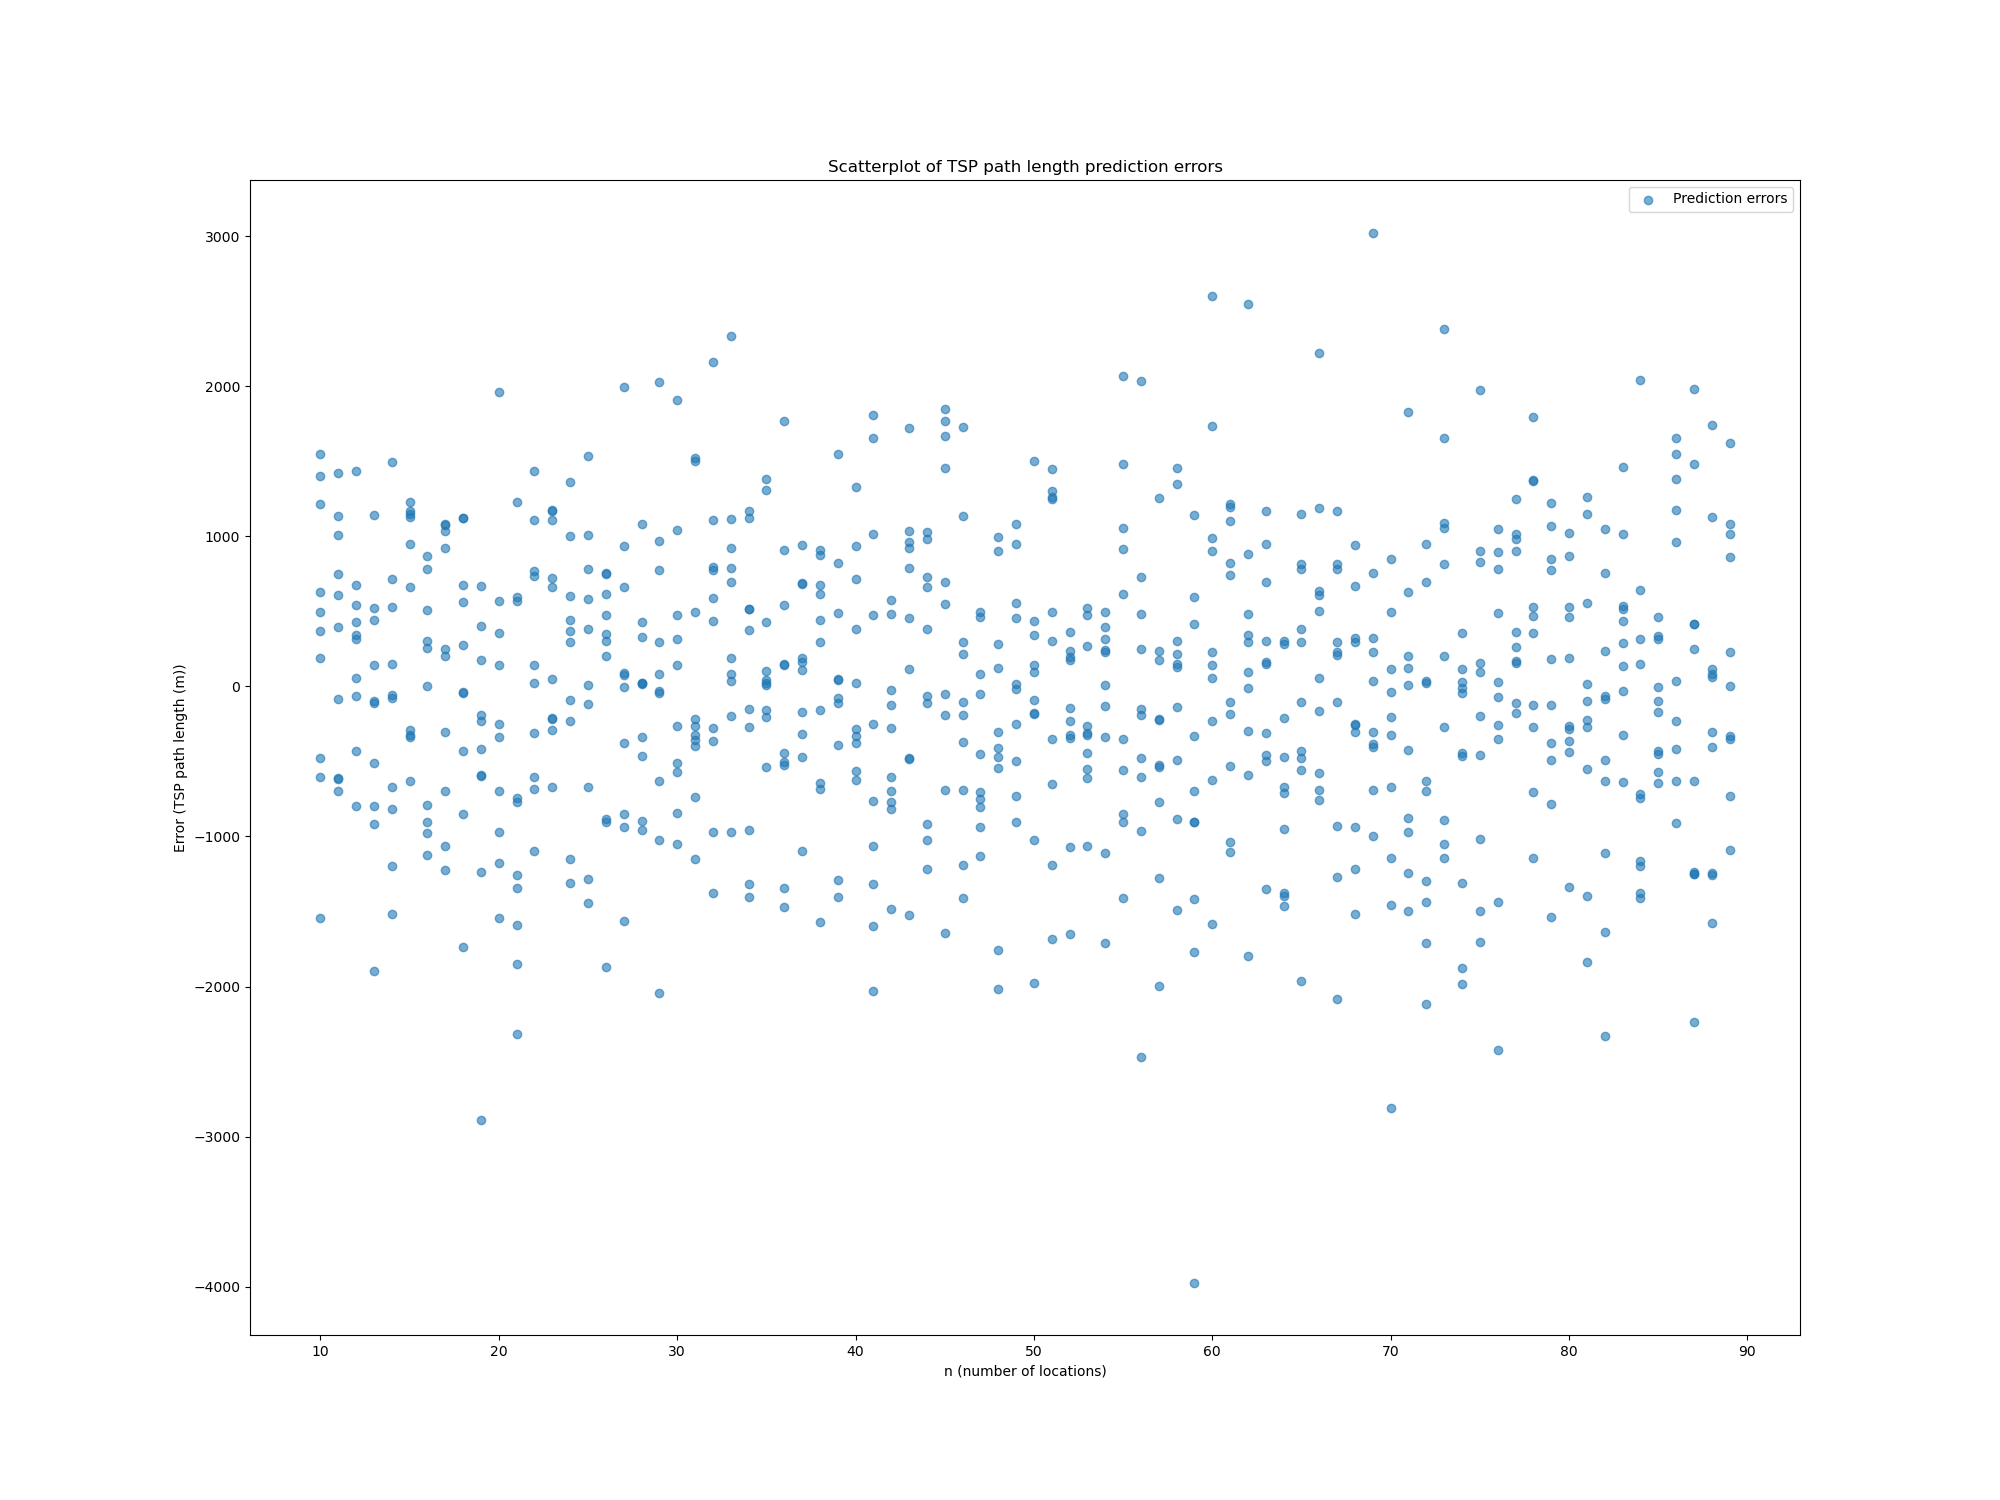 Scatterplot of TSP path length prediction errors
Prediction errors
3000
2000
1000
0
−1000
−2000
−3000
−4000
Error (TSP path length (m))
10 20 30 40 50 60 70 80 90
n (number of locations)